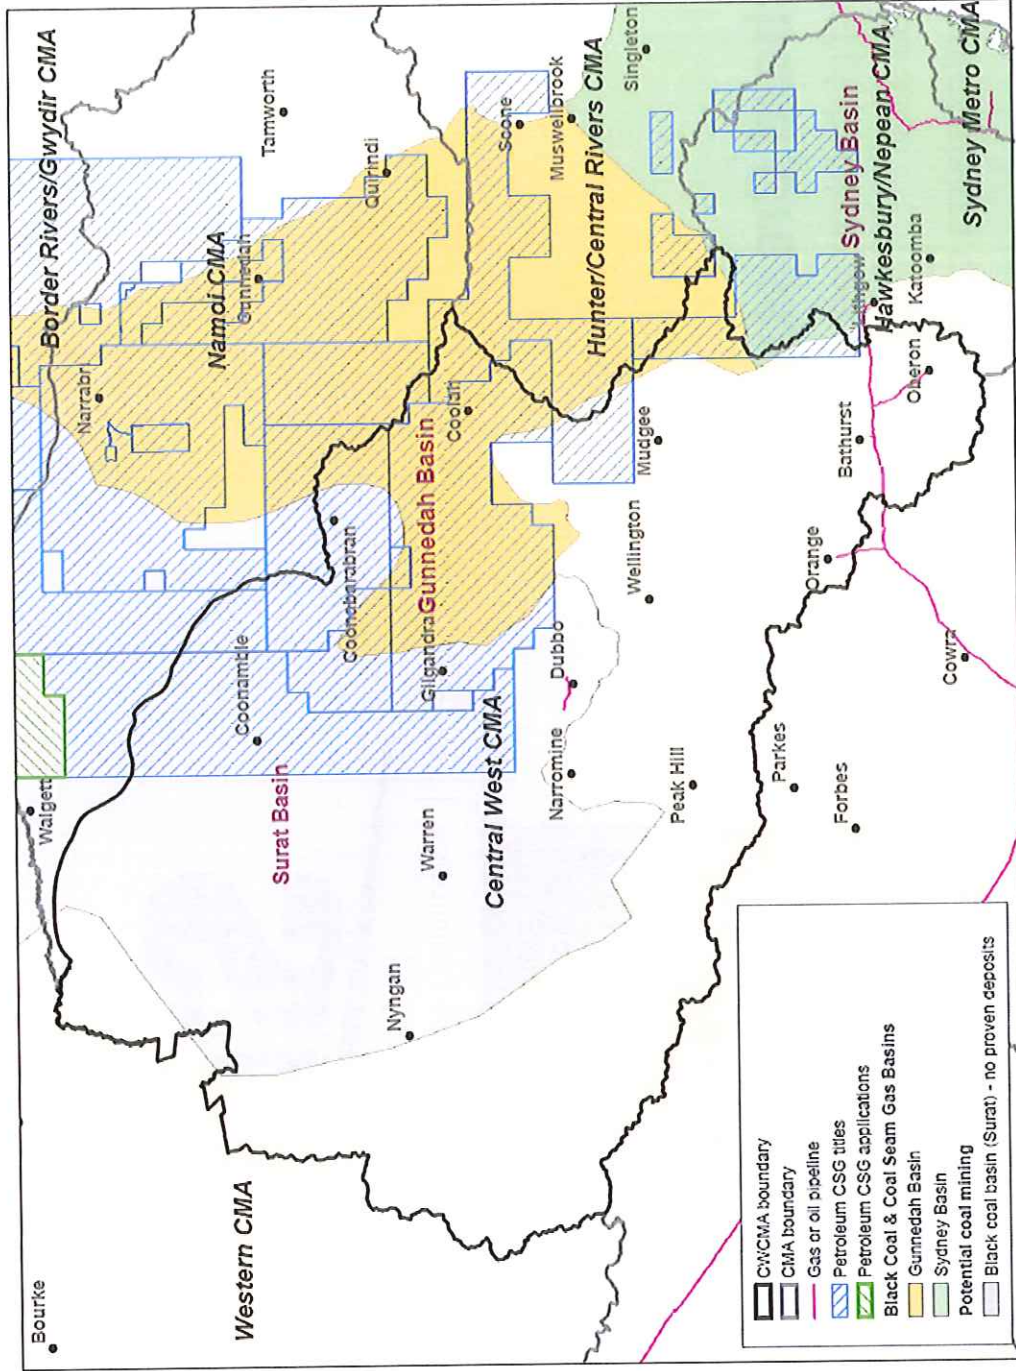 Bourke
Walgett
Border Rivers/Gwydir CMA
Narrabri
Western CMA
Surat Basin
Coonamble
Namoi CMA
Gunnedah
Tamworth
Coonabarabran
Quirindi
Nyngan
Warren
Gilgandra
Gunnedah Basin
Coolah
Central West CMA
Scone
Narromine
Dubbo
Muswellbrook
Hunter/Central Rivers CMA
Wellington
Mudgee
Singleton
Peak Hill
Parkes
Orange
Forbes
Bathurst
Sydney Basin
Hawkesbury/Nepean CMA
Oberon
Katoomba
Cowra
Sydney Metro CMA
CWCMA boundary
CMA boundary
Gas or oil pipeline
Petroleum CSG titles
Petroleum CSG applications
Black Coal & Coal Seam Gas Basins
Gunnedah Basin
Sydney Basin
Potential coal mining
Black coal basin (Surat) - no proven deposits